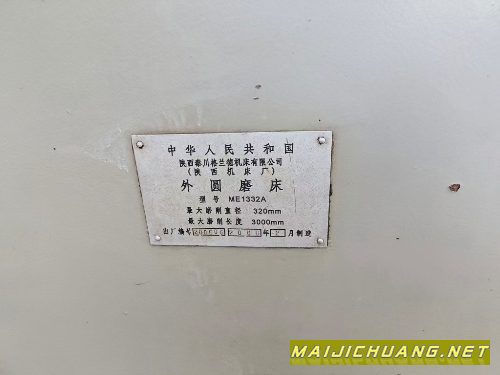 中华人民共和国
陕西秦川格兰德机床有限公司
(陕西机床厂)
外圆磨床
型号 ME1332A
最大磨削直径 320mm
最大磨削长度 3000mm
出厂编号 年 2 月制造
MAIJICHUANG.NET